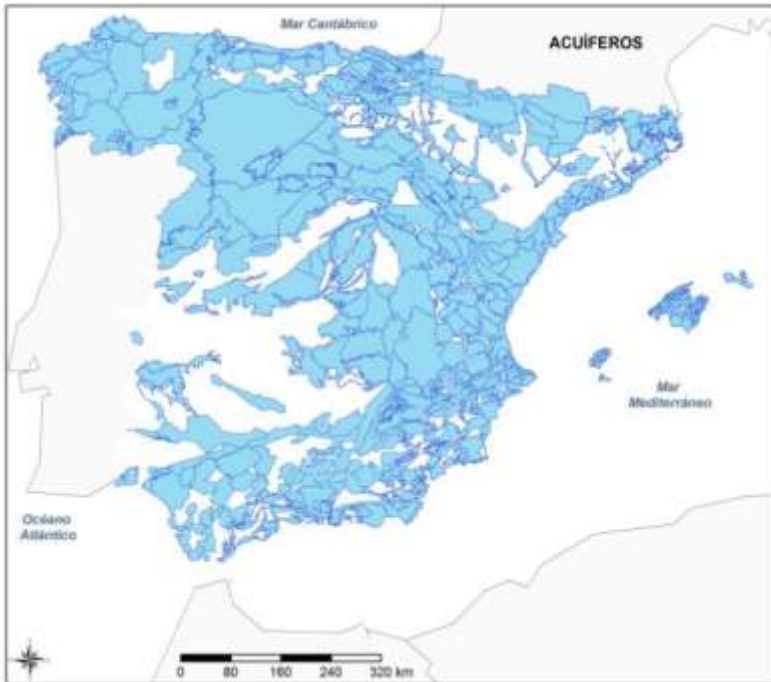 Mar Cantábrico
ACUÍFEROS
Mar
Mediterráneo
Océano
Atlántico
0 80 160 240 320 km